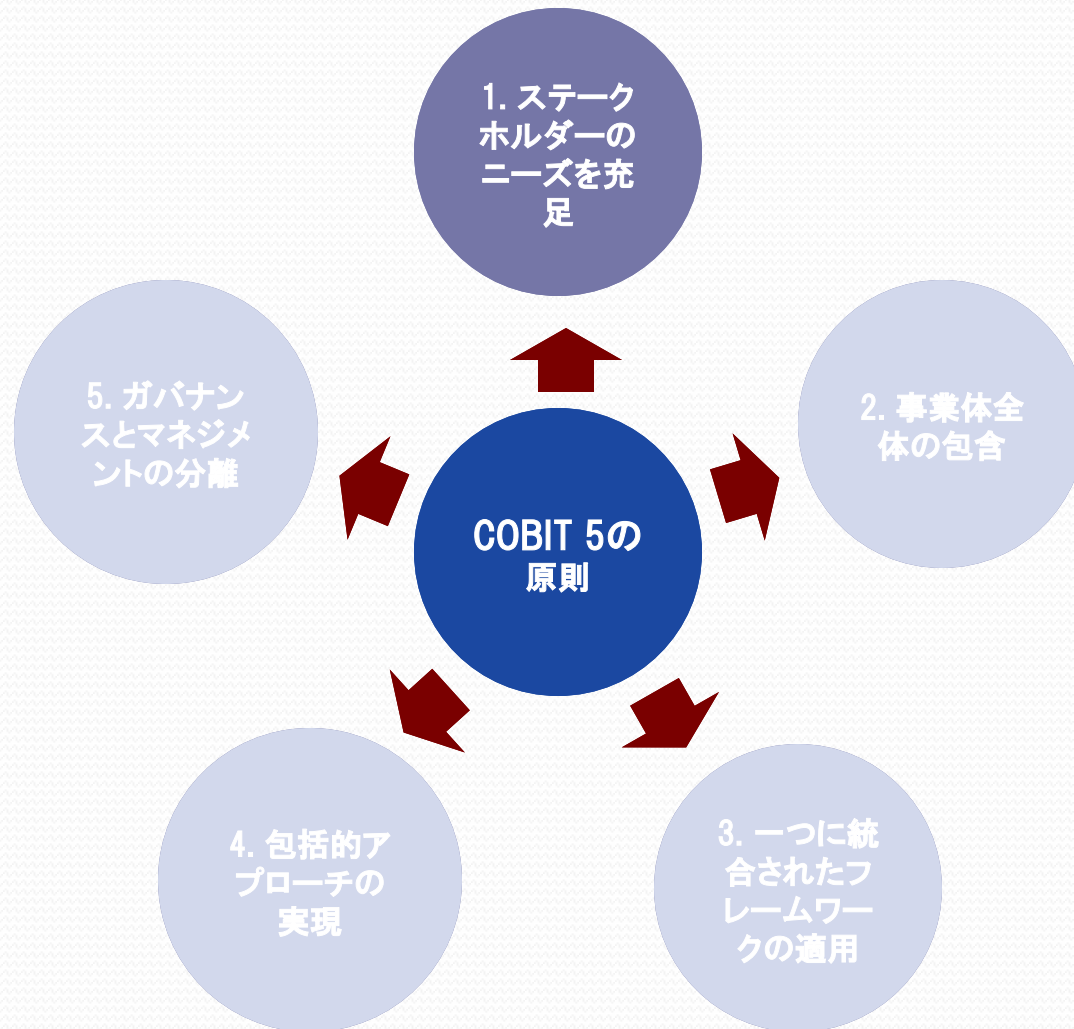 1. ステーク
ホルダーの
ニーズを充
足
5. ガバナン
スとマネジメ
ントの分離
2. 事業体全
体の包含
COBIT 5の
原則
4. 包括的ア
プローチの
実現
3. 一つに統
合されたフ
レームワー
クの適用